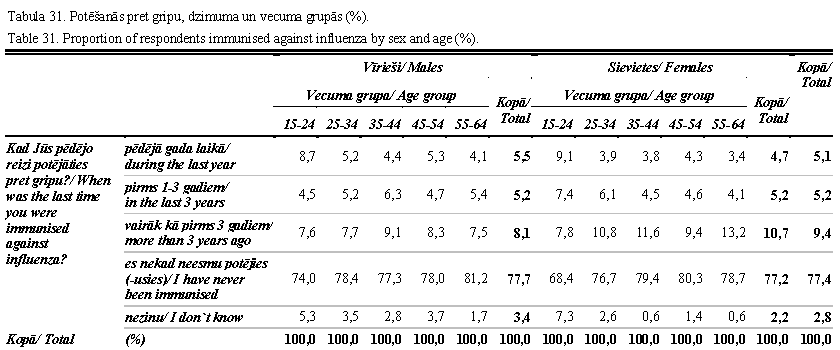 Tabula 31. Potēšanās pret gripu, dzimuma un vecuma grupās (%).
Table 31. Proportion of respondents immunised against influenza by sex and age (%).
Vīrieši/ Males Sievietes/ Females Kopā/ Total
Vecuma grupa/ Age group Kopā/ Total Vecuma grupa/ Age group Kopā/ Total
15-24 25-34 35-44 45-54 55-64 15-24 25-34 35-44 45-54 55-64
Kad Jūs pēdējo reizi potējāties pret gripu?/ When was the last time you were immunised against influenza?
pēdējā gada laikā/ during the last year 8,7 5,2 4,4 5,3 4,1 5,5 9,1 3,9 3,8 4,3 3,4 4,7 5,1
pirms 1-3 gadiem/ in the last 3 years 4,5 5,2 6,3 4,7 5,4 5,2 7,4 6,1 4,5 4,6 4,1 5,2 5,2
vairāk kā pirms 3 gadiem/ more than 3 years ago 7,6 7,7 9,1 8,3 7,5 8,1 7,8 10,8 11,6 9,4 13,2 10,7 9,4
es nekad neesmu potējies (-usies)/ I have never been immunised 74,0 78,4 77,3 78,0 81,2 77,7 68,4 76,7 79,4 80,3 78,7 77,2 77,4
nezinu/ I don`t know 5,3 3,5 2,8 3,7 1,7 3,4 7,3 2,6 0,6 1,4 0,6 2,2 2,8
Kopā/ Total 100,0 100,0 100,0 100,0 100,0 100,0 100,0 100,0 100,0 100,0 100,0 100,0 100,0